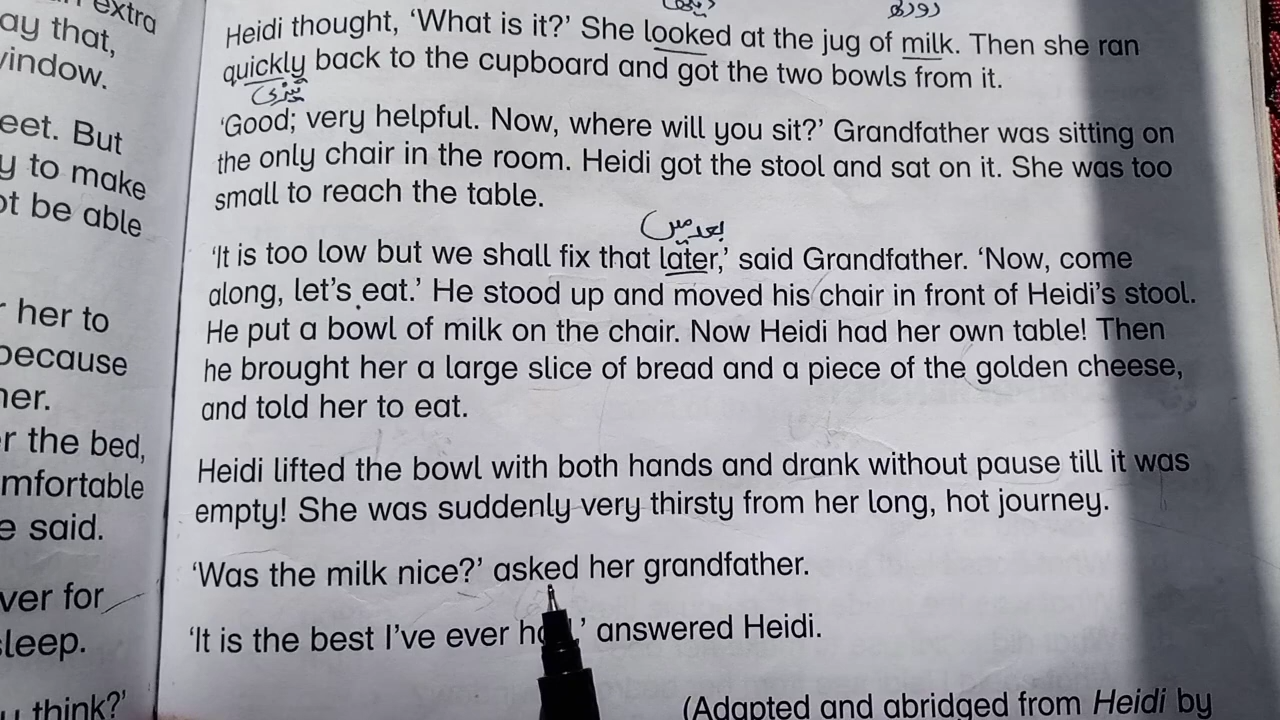 extra
ay that,
window.
eet. But
y to make
ot be able
her to
because
her.
r the bed,
mfortable
e said.
ver for
sleep.
think?'
دودھ
Heidi thought, 'What is it?' She looked at the jug of milk. Then she ran
quickly back to the cupboard and got the two bowls from it.
تیزی
'Good; very helpful. Now, where will you sit?' Grandfather was sitting on
the only chair in the room. Heidi got the stool and sat on it. She was too
small to reach the table.
بعد میں
'It is too low but we shall fix that later,' said Grandfather. 'Now, come
along, let's eat.' He stood up and moved his chair in front of Heidi's stool.
He put a bowl of milk on the chair. Now Heidi had her own table! Then
he brought her a large slice of bread and a piece of the golden cheese,
and told her to eat.
Heidi lifted the bowl with both hands and drank without pause till it was
empty! She was suddenly very thirsty from her long, hot journey.
'Was the milk nice?' asked her grandfather.
'It is the best I've ever had,' answered Heidi.
(Adapted and abridged from Heidi by